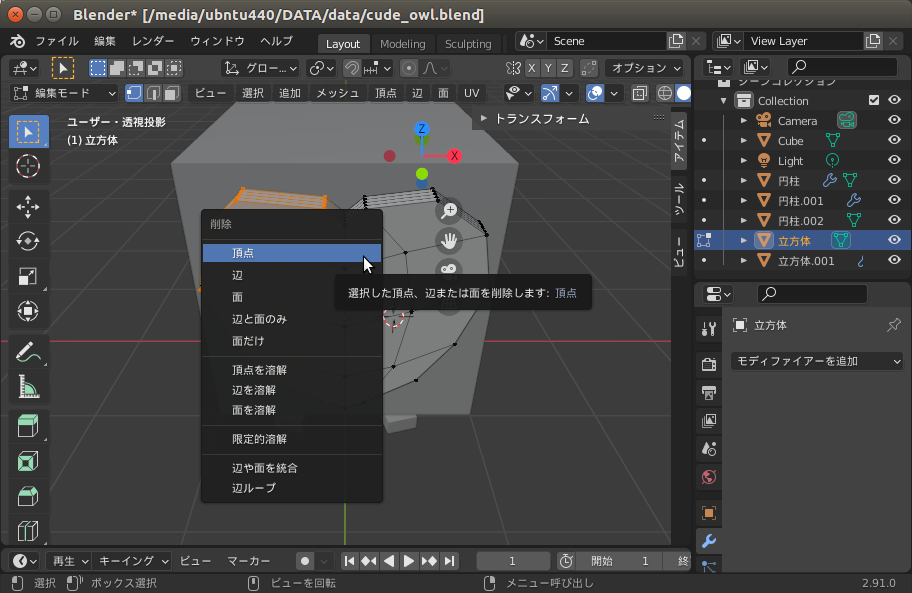 Blender* [/media/ubntu440/DATA/data/cude_owl.blend]
ファイル 編集 レンダー ウィンドウ ヘルプ Layout Modeling Sculpting Scene View Layer
グロー... X Y Z オプション
編集モード ビュー 選択 追加 メッシュ 頂点 辺 面 UV
シーンコレクション
Collection
Camera
Cube
Light
円柱
円柱.001
円柱.002
立方体
立方体.001
ユーザー・透視投影
(1) 立方体
トランスフォーム
Z
X
アイテム
ツール
ビュー
削除
頂点
辺
面
辺と面のみ
面だけ
頂点を溶解
辺を溶解
面を溶解
限定的溶解
辺や面を統合
辺ループ
選択した頂点、辺または面を削除します: 頂点
立方体
モディファイアーを追加
再生 キーイング ビュー マーカー 1 開始 1 終
選択 ボックス選択 ビューを回転 メニュー呼び出し 2.91.0